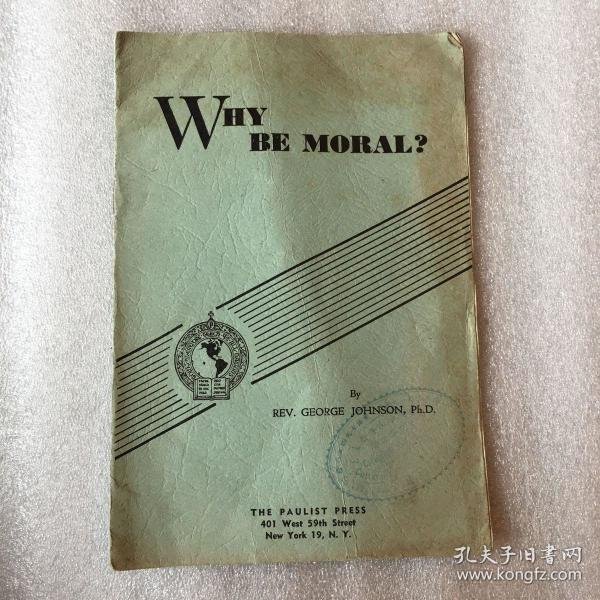 WHY
BE MORAL?
By
REV. GEORGE JOHNSON, Ph.D.
THE PAULIST PRESS
401 West 59th Street
New York 19, N. Y.
孔夫子旧书网
www.kongfz.com